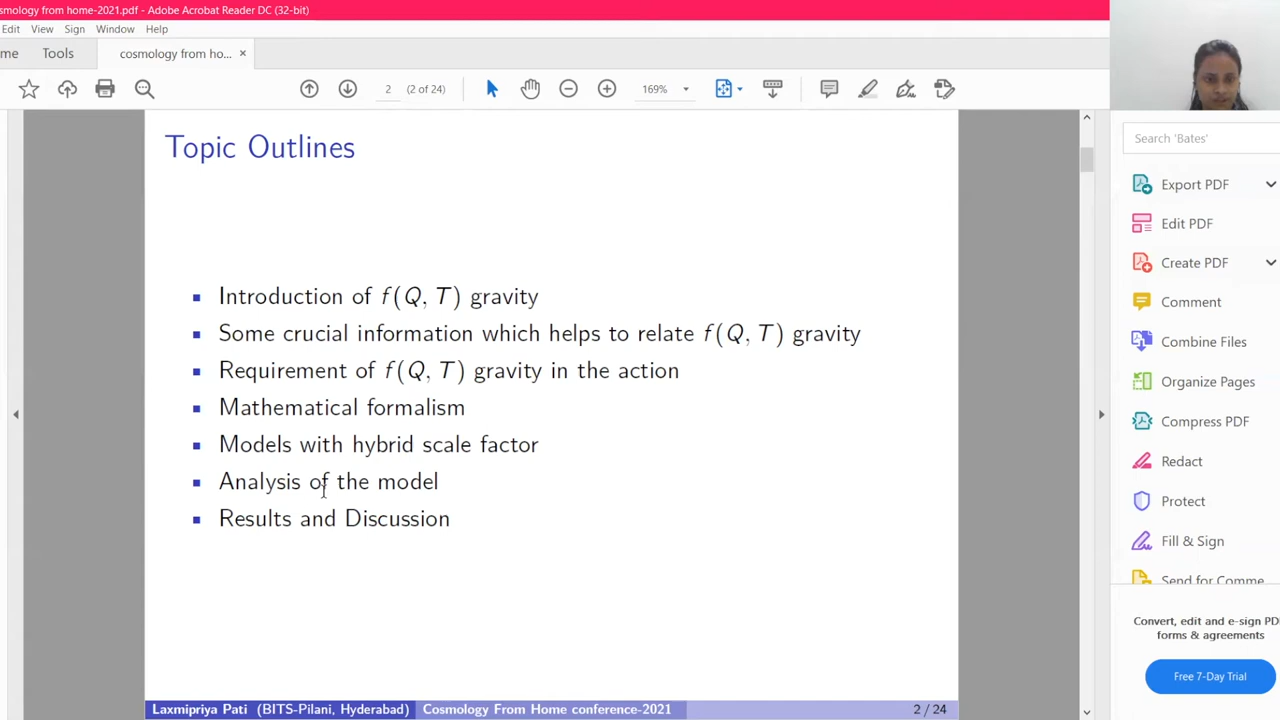 osmology from home-2021.pdf - Adobe Acrobat Reader DC (32-bit)
Edit View Sign Window Help
me Tools cosmology from ho... ×
2 (2 of 24) 169%
Topic Outlines
Introduction of f(Q, T) gravity
Some crucial information which helps to relate f(Q, T) gravity
Requirement of f(Q, T) gravity in the action
Mathematical formalism
Models with hybrid scale factor
Analysis of the model
Results and Discussion
Laxmipriya Pati (BITS-Pilani, Hyderabad) Cosmology From Home conference-2021 2 / 24
Search 'Bates'
Export PDF
Edit PDF
Create PDF
Comment
Combine Files
Organize Pages
Compress PDF
Redact
Protect
Fill & Sign
Send for Comme
Convert, edit and e-sign PD
forms & agreements
Free 7-Day Trial